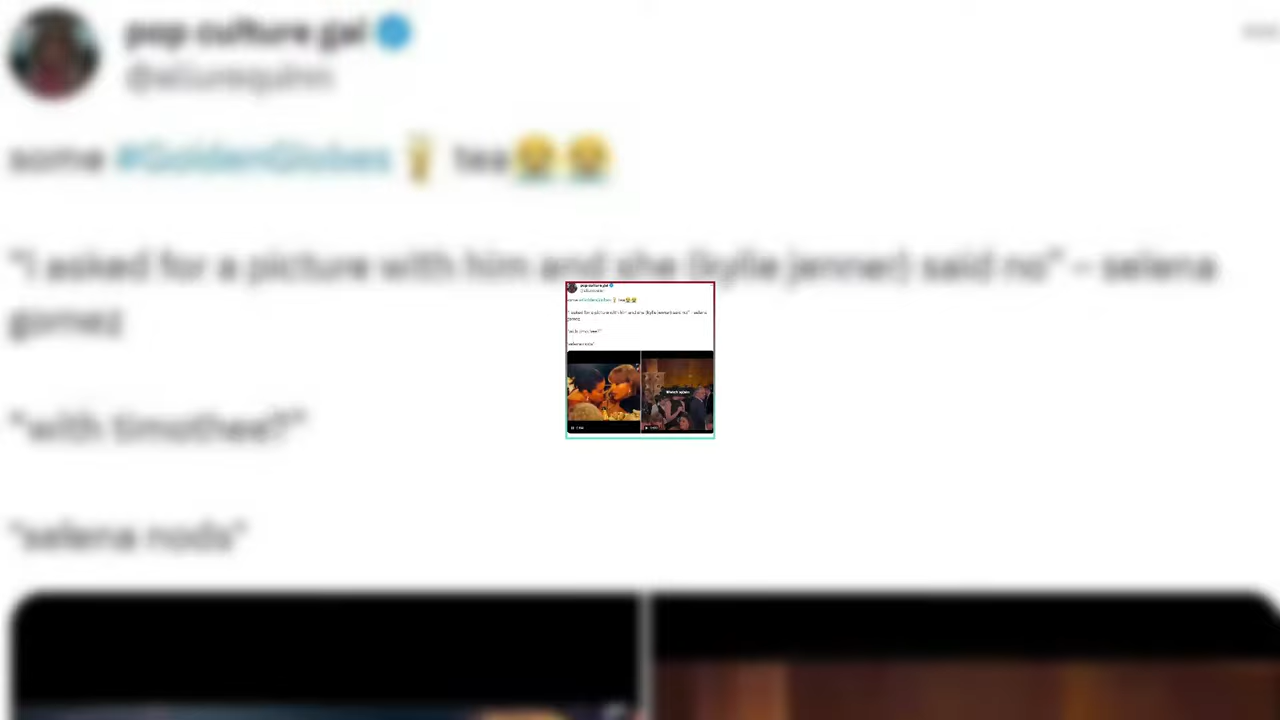 pop culture gal
some #GoldenGlobes tea
"i asked for a picture with him and she (kylie jenner) said no" – selena
gomez
"with timothee?"
"selena nods"